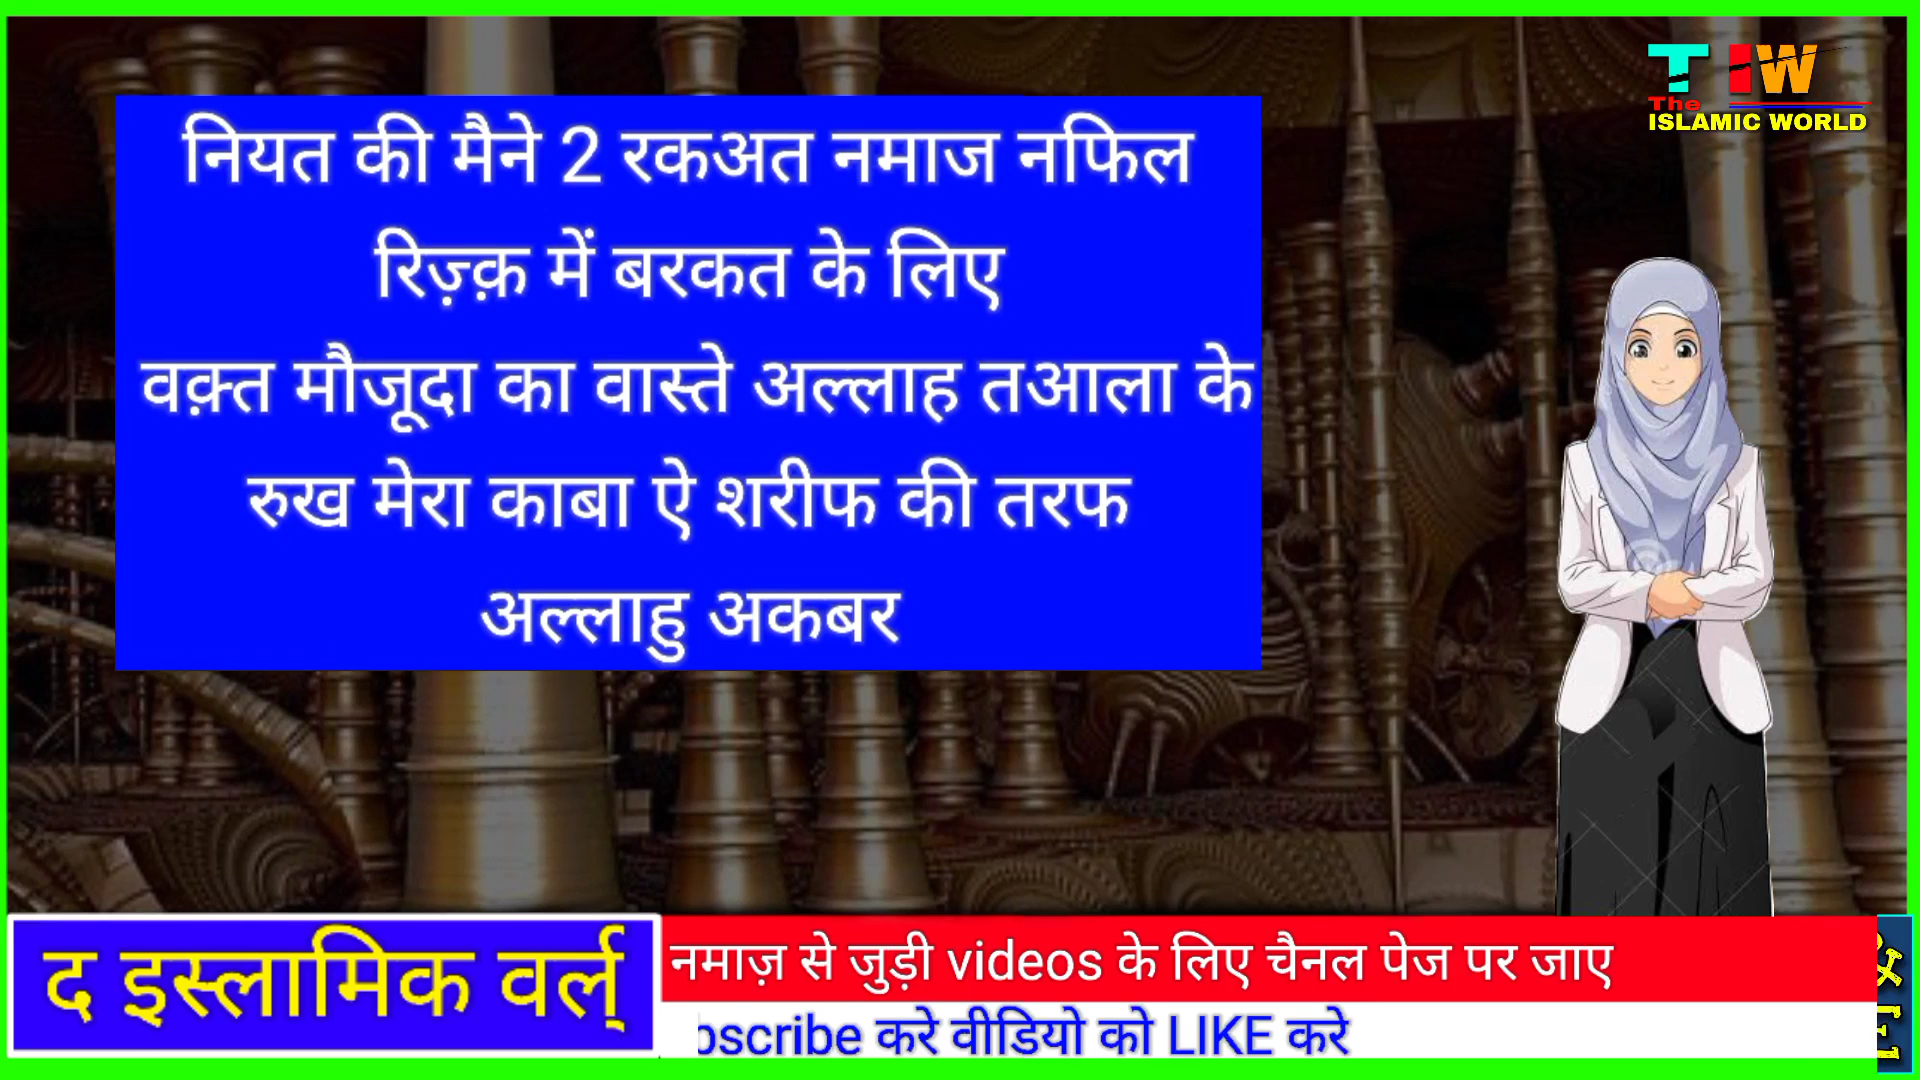 T IW
The
ISLAMIC WORLD
नियत की मैने 2 रकअत नमाज नफिल
रिज़्क़ में बरकत के लिए
वक़्त मौजूदा का वास्ते अल्लाह तआला के
रुख मेरा काबा ऐ शरीफ की तरफ
अल्लाहु अकबर
द इस्लामिक वर्ल्
नमाज़ से जुड़ी videos के लिए चैनल पेज पर जाए
bscribe करे वीडियो को LIKE करे